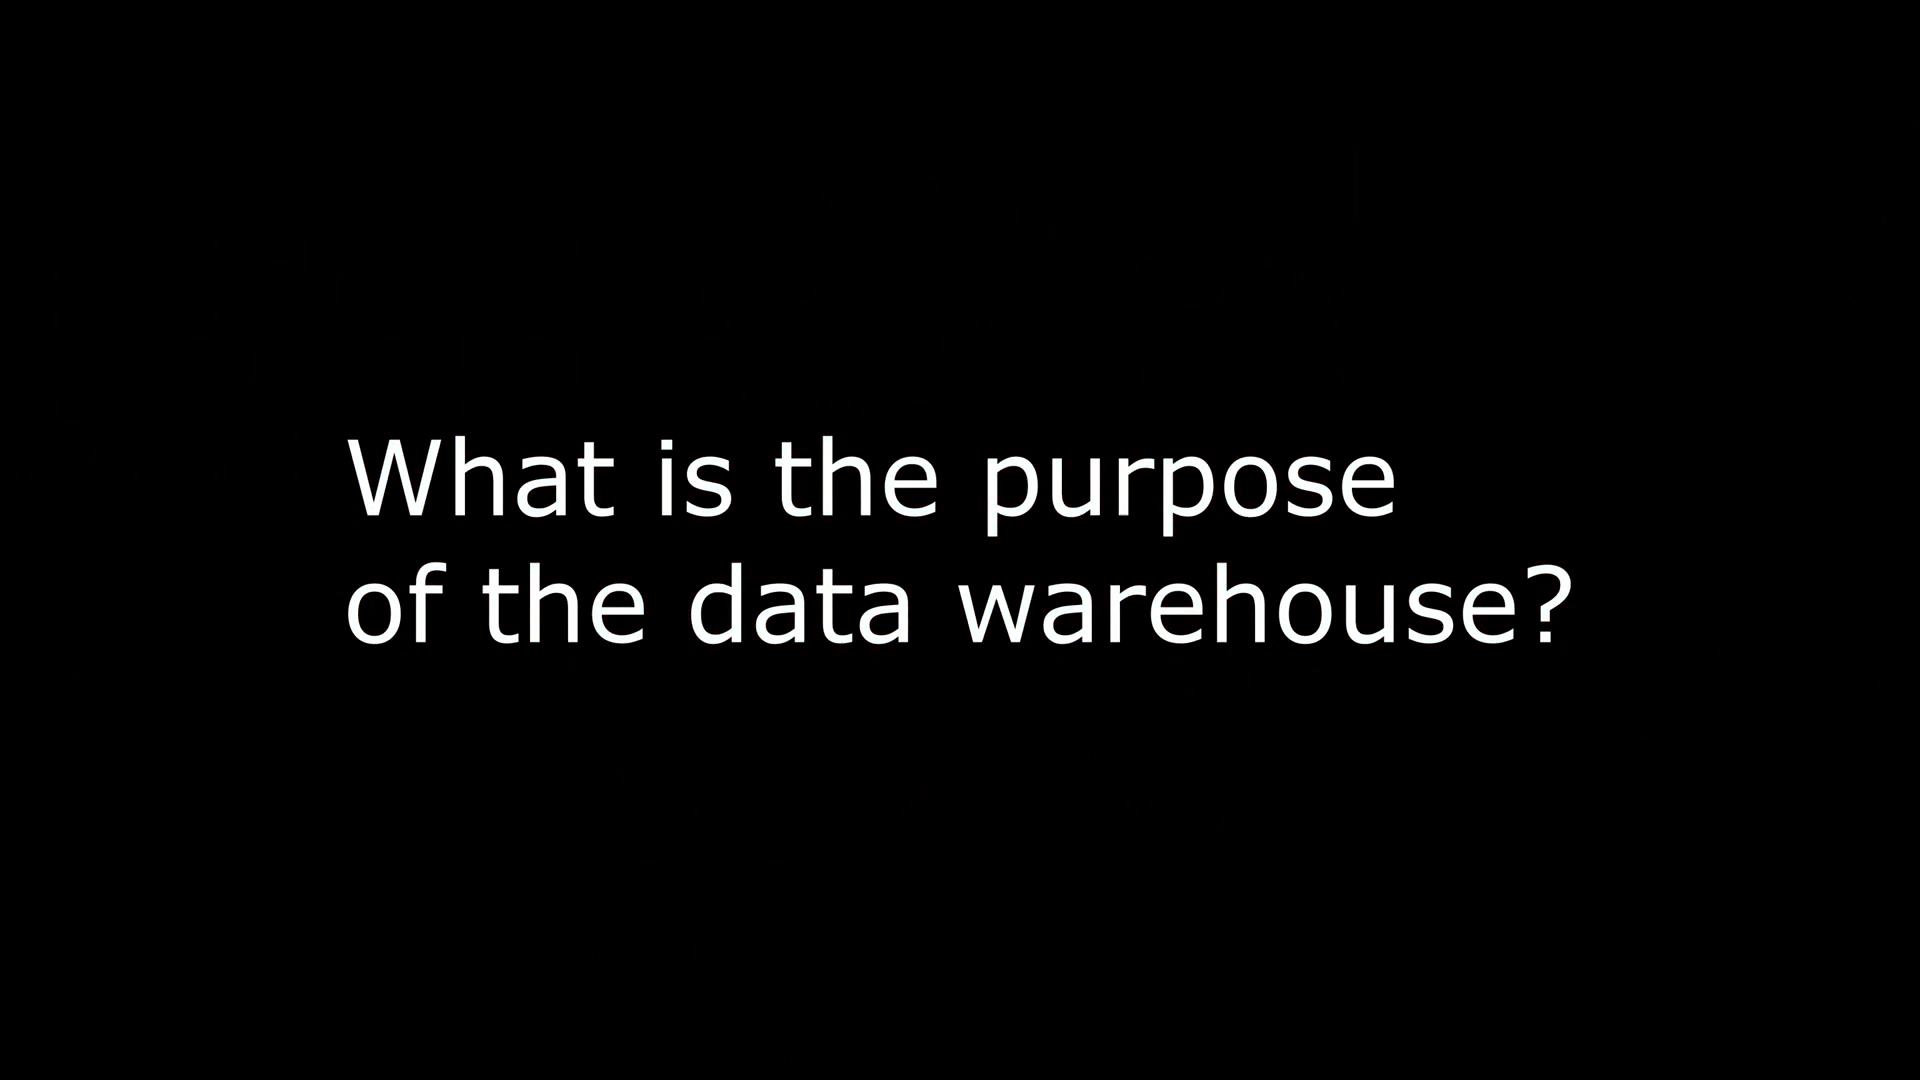 What is the purpose
of the data warehouse?